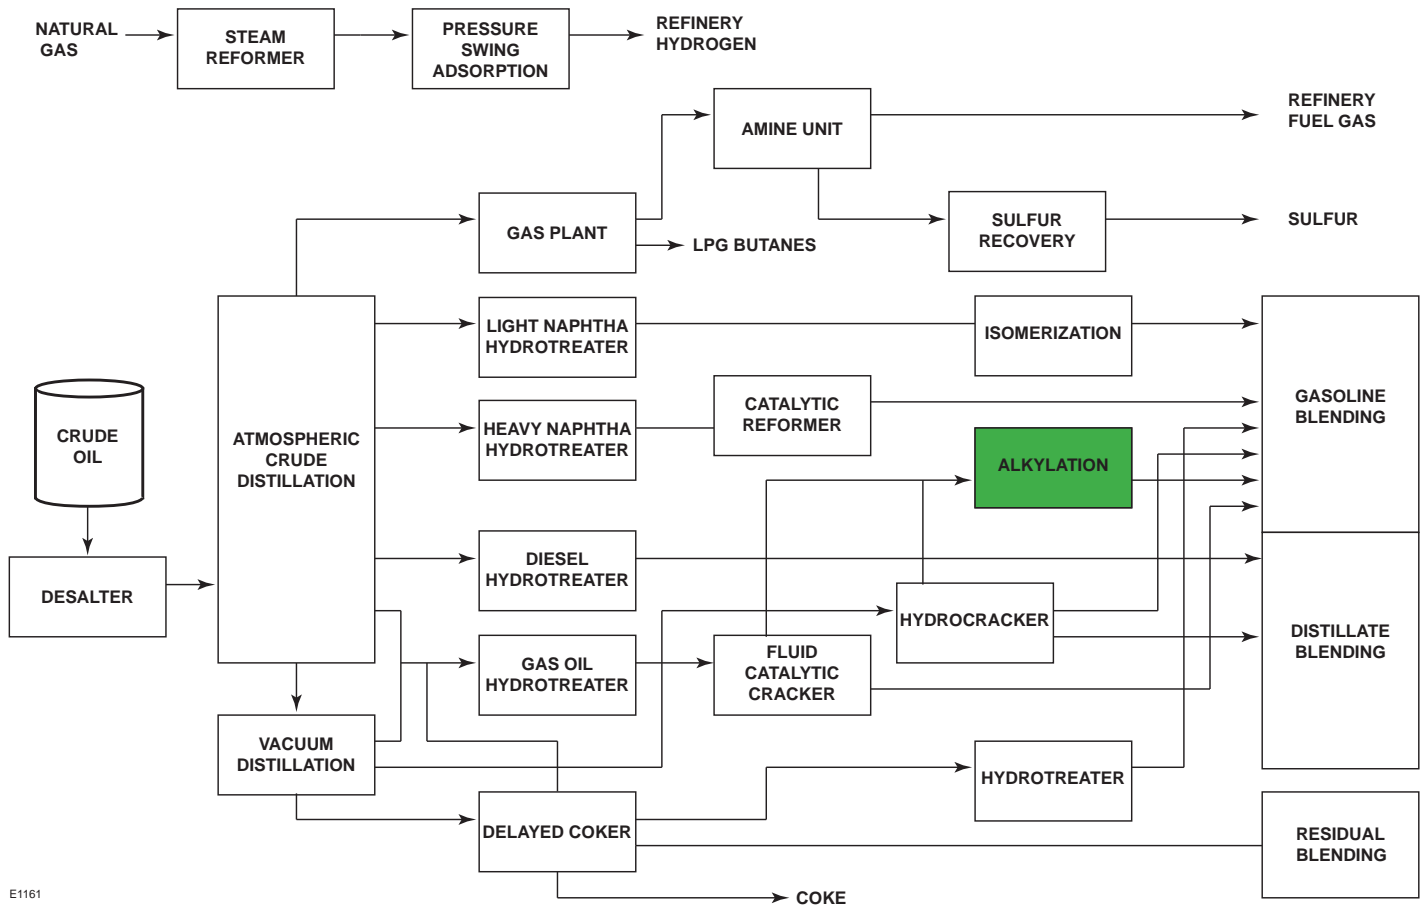 NATURAL
GAS
STEAM
REFORMER
PRESSURE
SWING
ADSORPTION
REFINERY
HYDROGEN
AMINE UNIT
REFINERY
FUEL GAS
GAS PLANT
LPG BUTANES
SULFUR
RECOVERY
SULFUR
LIGHT NAPHTHA
HYDROTREATER
ISOMERIZATION
GASOLINE
BLENDING
CRUDE
OIL
ATMOSPHERIC
CRUDE
DISTILLATION
HEAVY NAPHTHA
HYDROTREATER
CATALYTIC
REFORMER
ALKYLATION
DESALTER
DIESEL
HYDROTREATER
HYDROCRACKER
DISTILLATE
BLENDING
GAS OIL
HYDROTREATER
FLUID
CATALYTIC
CRACKER
VACUUM
DISTILLATION
HYDROTREATER
DELAYED COKER
RESIDUAL
BLENDING
COKE
E1161